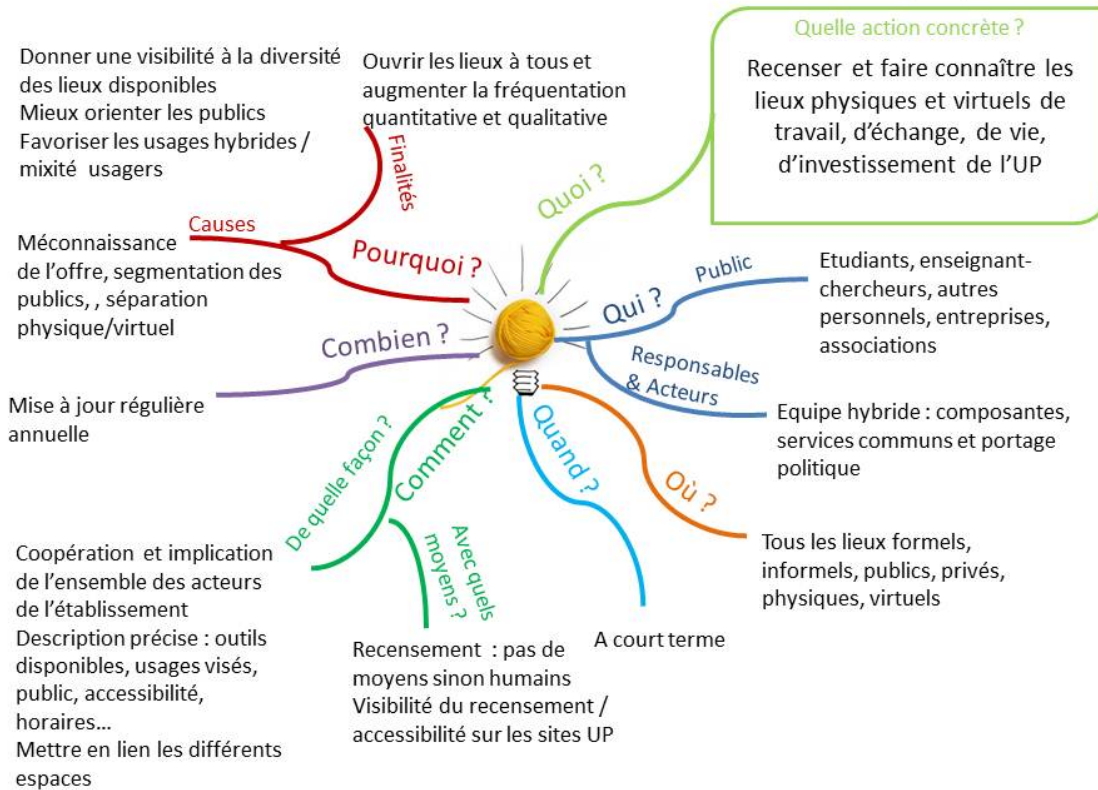 Quelle action concrète ?
Recenser et faire connaître les
lieux physiques et virtuels de
travail, d'échange, de vie,
d'investissement de l'UP
Quoi ?
Donner une visibilité à la diversité
des lieux disponibles
Mieux orienter les publics
Favoriser les usages hybrides /
mixité usagers
Ouvrir les lieux à tous et
augmenter la fréquentation
quantitative et qualitative
Finalités
Causes
Pourquoi ?
Méconnaissance
de l'offre, segmentation des
publics, , séparation
physique/virtuel
Combien ?
Mise à jour régulière
annuelle
Qui ?
Public
Etudiants, enseignant-
chercheurs, autres
personnels, entreprises,
associations
Responsables
& Acteurs
Equipe hybride : composantes,
services communs et portage
politique
Où ?
Tous les lieux formels,
informels, publics, privés,
physiques, virtuels
Quand ?
A court terme
Comment ?
De quelle façon ?
Coopération et implication
de l'ensemble des acteurs
de l'établissement
Description précise : outils
disponibles, usages visés,
public, accessibilité,
horaires...
Mettre en lien les différents
espaces
Avec quels
moyens ?
Recensement : pas de
moyens sinon humains
Visibilité du recensement /
accessibilité sur les sites UP